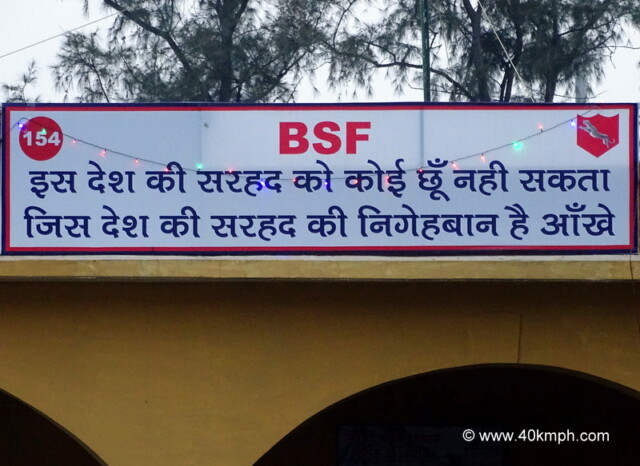 154
BSF
इस देश की सरहद को कोई छूँ नही सकता
जिस देश की सरहद की निगेहबान है आँखे
© www.40kmph.com